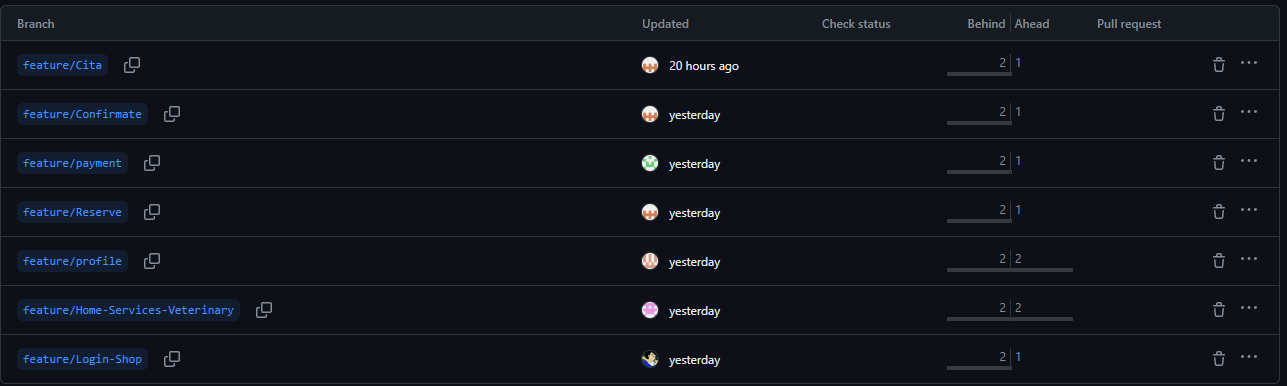 Branch Updated Check status Behind Ahead Pull request
feature/Cita 20 hours ago 2 1
feature/Confirmate yesterday 2 1
feature/payment yesterday 2 1
feature/Reserve yesterday 2 1
feature/profile yesterday 2 2
feature/Home-Services-Veterinary yesterday 2 2
feature/Login-Shop yesterday 2 1